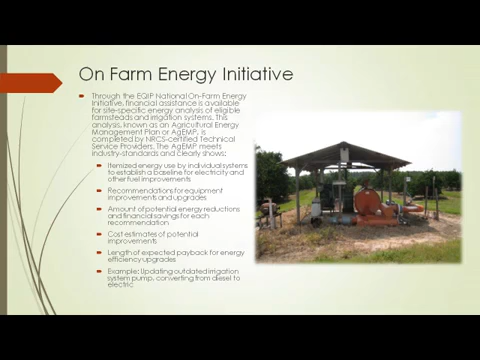 On Farm Energy Initiative
Through the EQIP National On-Farm Energy
Initiative, financial assistance is available
for site-specific energy analysis of eligible
farmsteads and irrigation systems. This
analysis, known as an Agricultural Energy
Management Plan or AgEMP, is
completed by NRCS-certified Technical
Service Providers. The AgEMP meets
industry-standards and clearly shows:
Itemized energy use by individual systems
to establish a baseline for electricity and
other fuel improvements
Recommendations for equipment
improvements and upgrades
Amount of potential energy reductions
and financial savings for each
recommendation.
Cost estimates of potential
improvements
Length of expected payback for energy
efficiency upgrades
Example: Updating outdated irrigation
system pump, converting from diesel to
electric